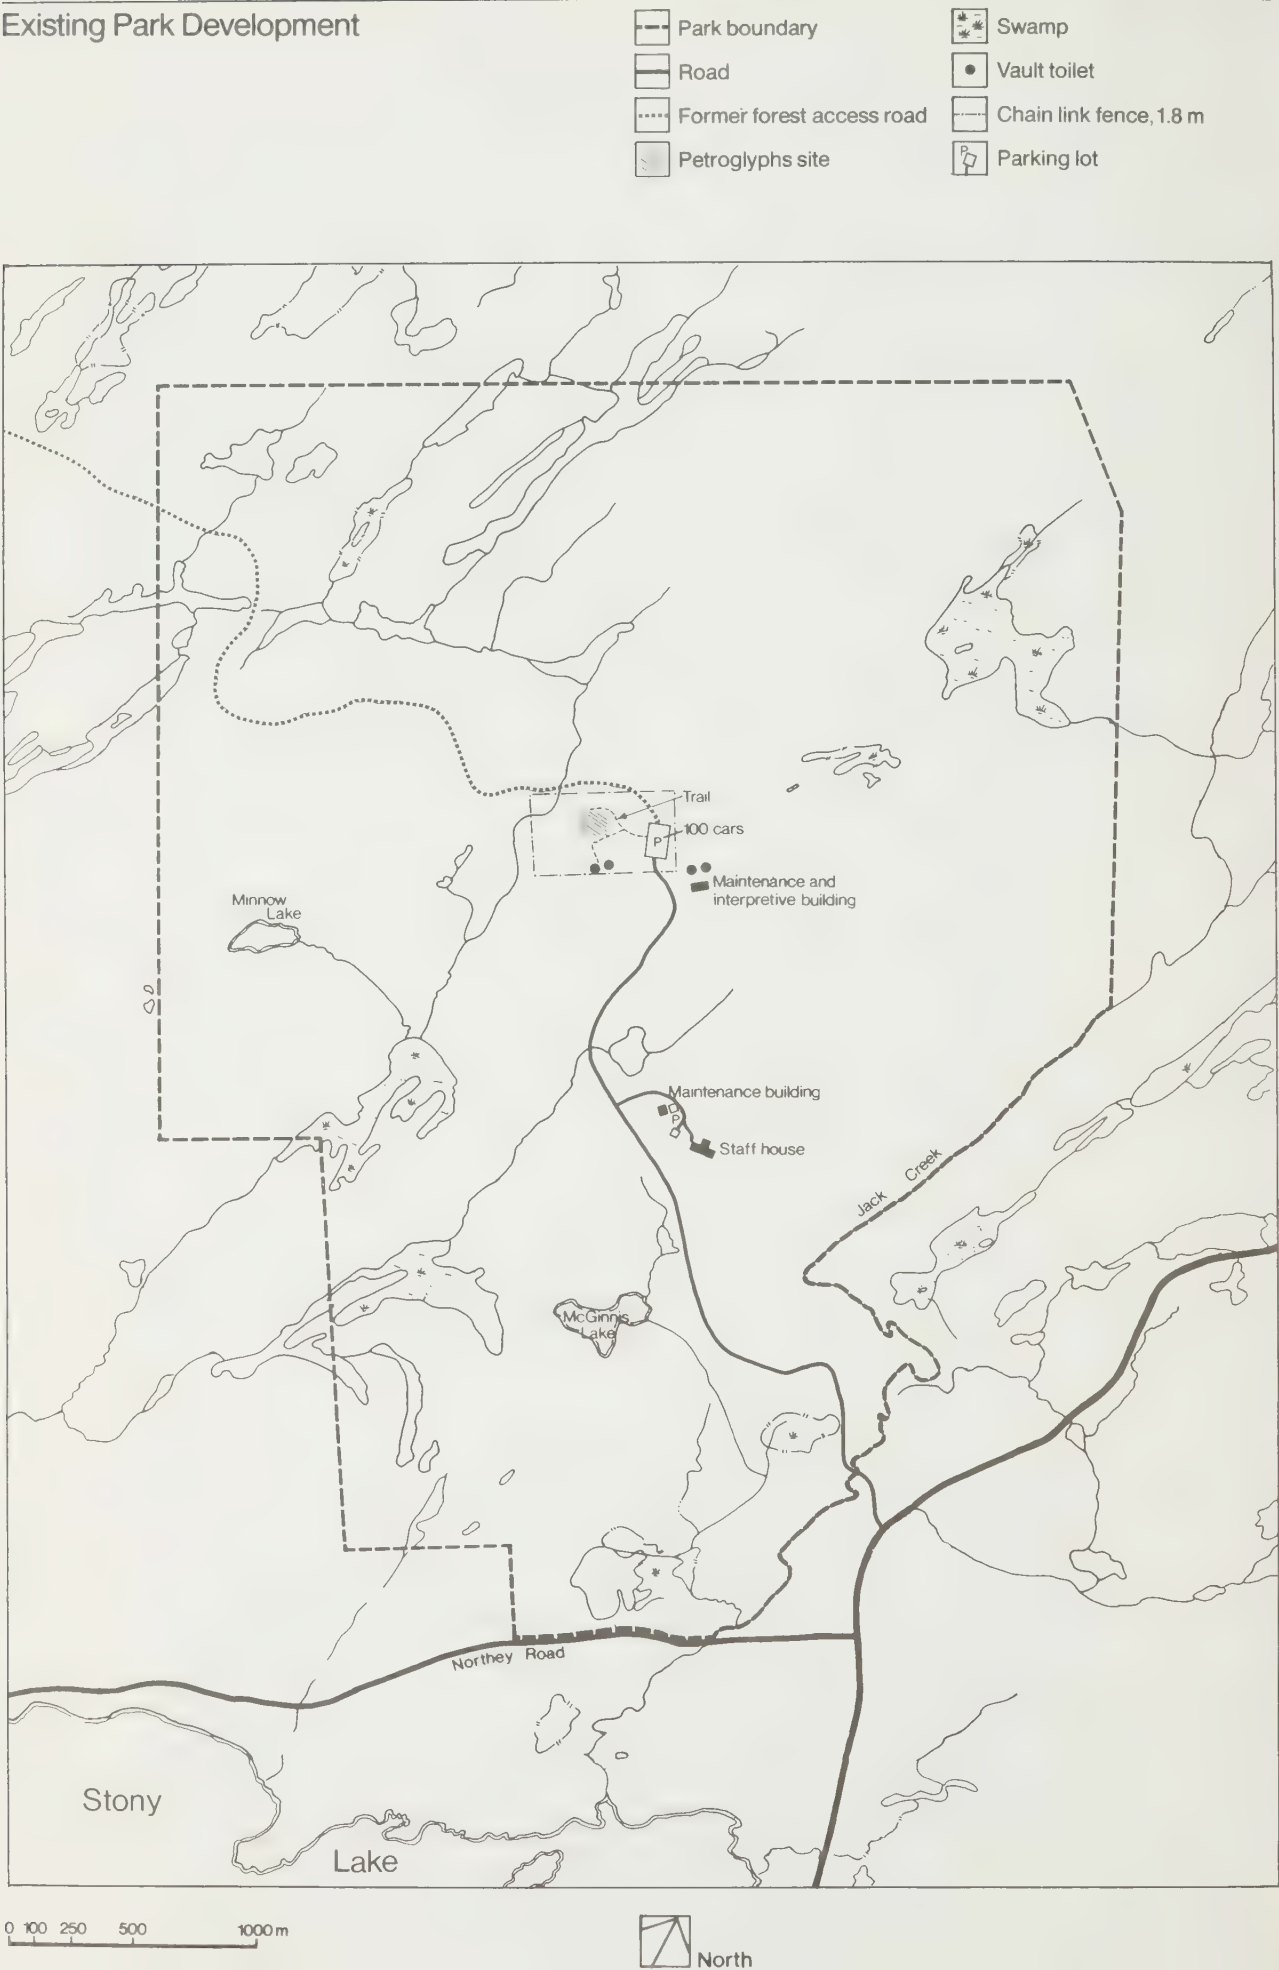 Existing Park Development
Park boundary
Road
Former forest access road
Petroglyphs site
Swamp
Vault toilet
Chain link fence, 1.8 m
P
Parking lot
Trail
100 cars
P
Maintenance and
interpretive building
Minnow
Lake
Maintenance building
P
Staff house
Jack Creek
McGinnis
Lake
Northey Road
Stony
Lake
0 100 250 500 1000 m
North